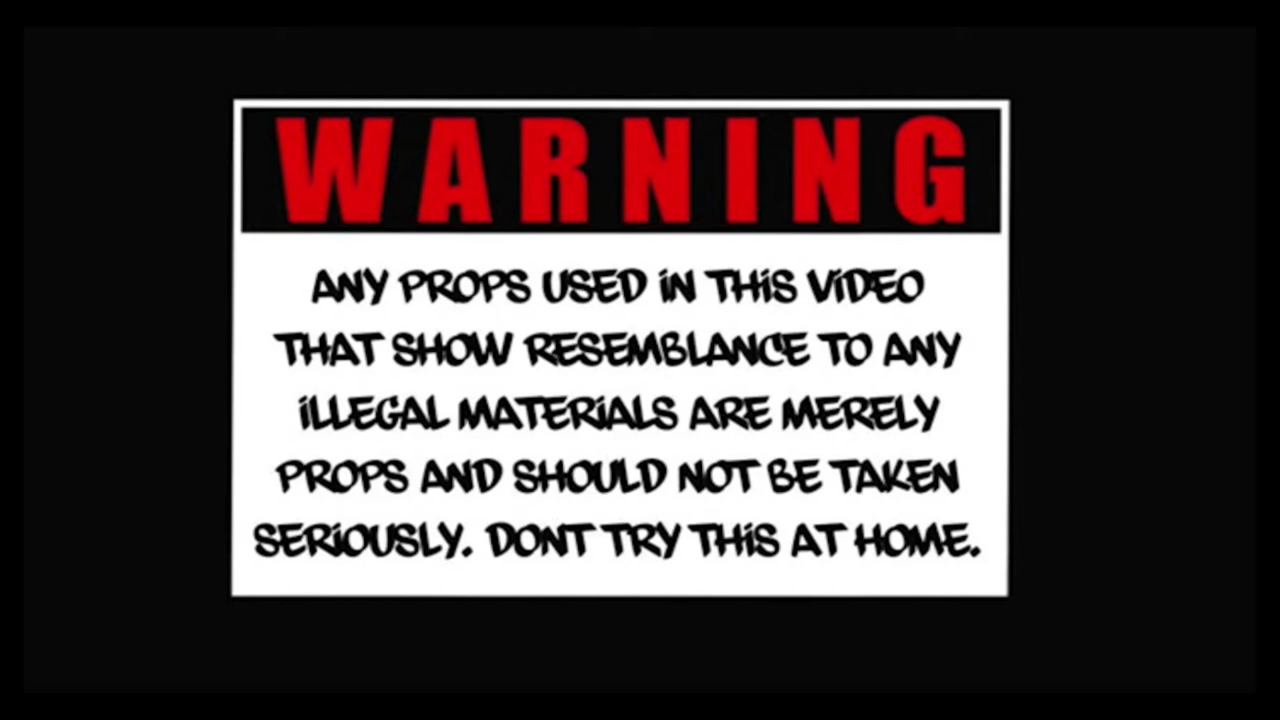 WARNING
ANY PROPS USED iN THiS ViDEO
THAT SHOW RESEMBLANCE TO ANY
iLLEGAL MATERiALS ARE MERELY
PROPS AND SHOULD NOT BE TAKEN
SERiOUSLY. DONT TRY THiS AT HOME.